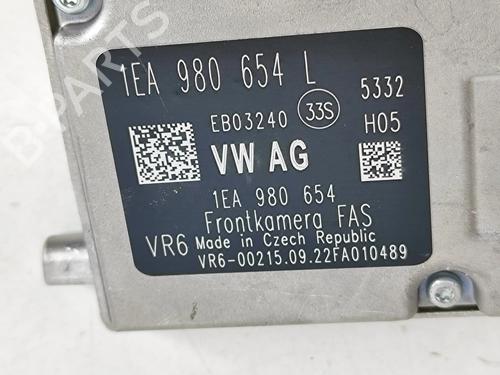 B-PARTS
1EA 980 654 L
5332
EB03240
33S
H05
VW AG
1EA 980 654
Frontkamera FAS
VR6 Made in Czech Republic
VR6-00215.09.22FA010489